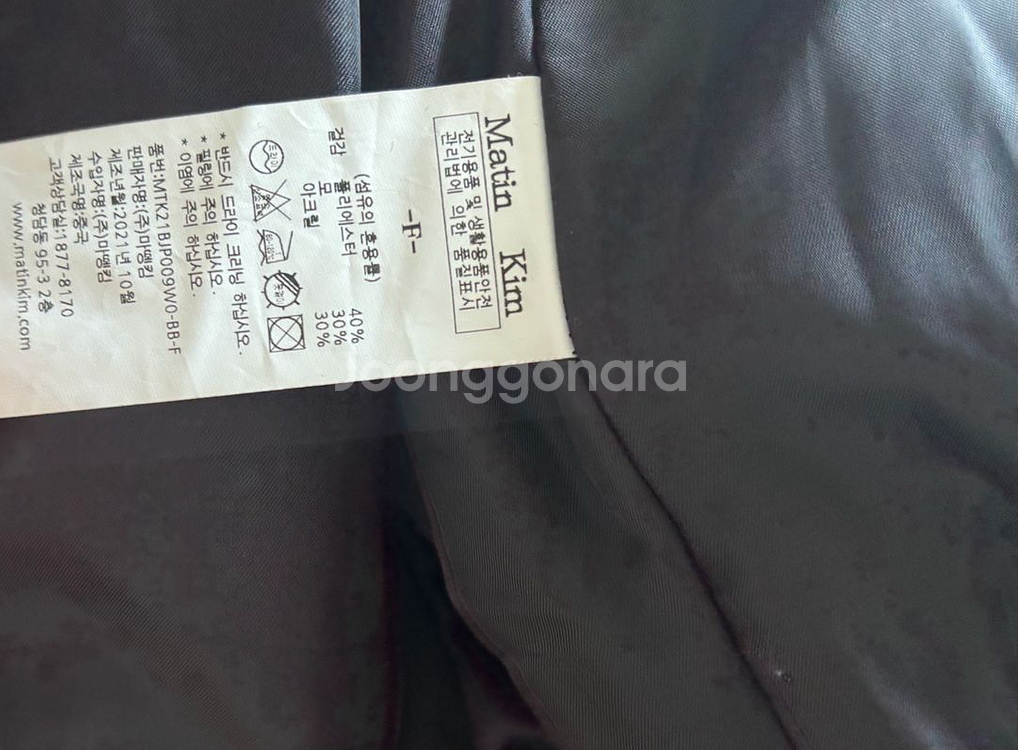 Matin Kim
전기용품 및 생활용품안전
관리법에 의한 품질표시
-F-
(섬유의 혼용률)
겉감 폴리에스터 40%
모 30%
아크릴 30%
드라이
* 반드시 드라이 크리닝 하십시오.
* 필링에 주의 하십시오.
* 이염에 주의 하십시오.
품번:MTK21BJP009W0-BB-F
판매자명:(주)마뗑킴
제조년월:2021년 10월
수입자명:(주)마뗑킴
제조국명:중국
고객상담실:1877-8170
청담동 95-3 2층
www.matinkim.com
Joonggonara